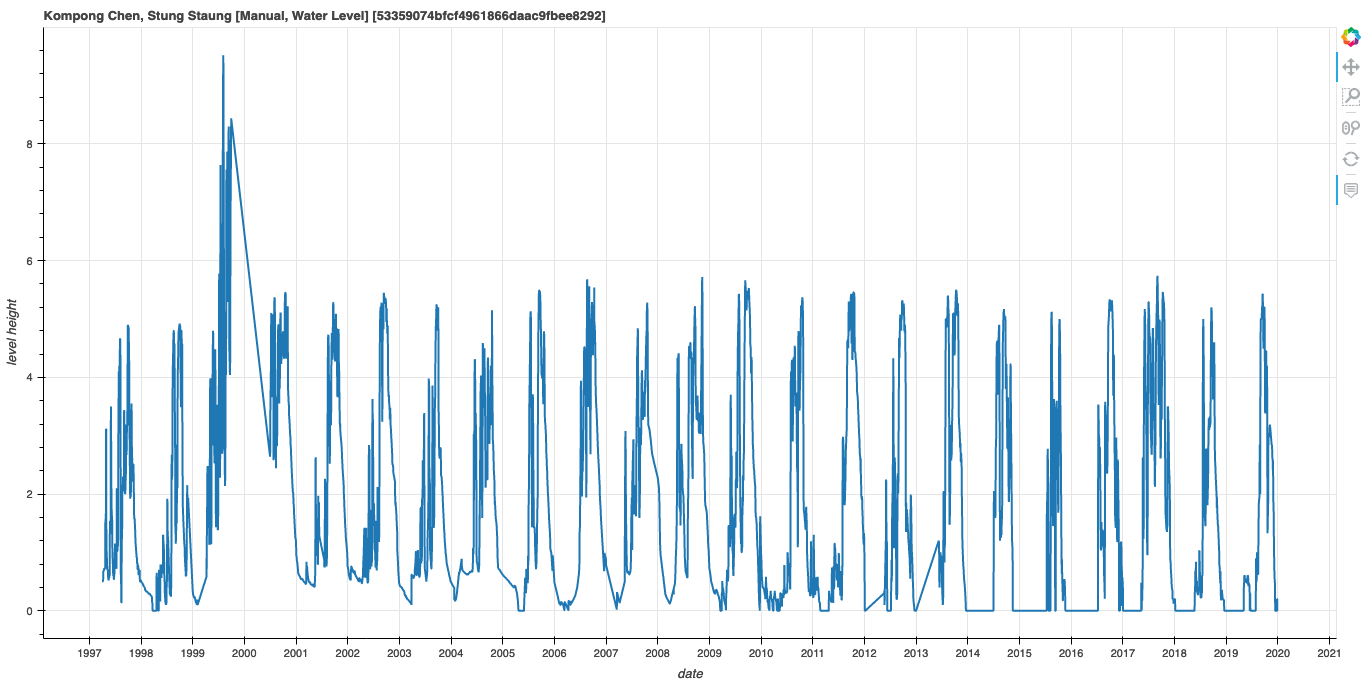 Kompong Chen, Stung Staung [Manual, Water Level] [53359074bfcf4961866daac9fbee8292]
8
6
level height
4
2
0
1997 1998 1999 2000 2001 2002 2003 2004 2005 2006 2007 2008 2009 2010 2011 2012 2013 2014 2015 2016 2017 2018 2019 2020 2021
date